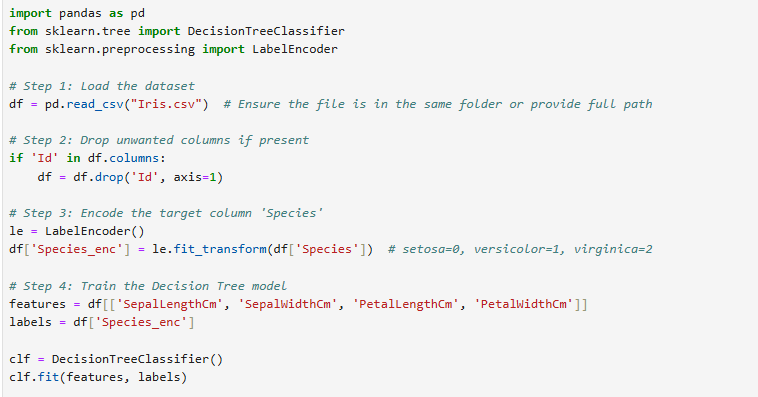 import pandas as pd
from sklearn.tree import DecisionTreeClassifier
from sklearn.preprocessing import LabelEncoder
# Step 1: Load the dataset
df = pd.read_csv("Iris.csv")  # Ensure the file is in the same folder or provide full path
# Step 2: Drop unwanted columns if present
if 'Id' in df.columns:
    df = df.drop('Id', axis=1)
# Step 3: Encode the target column 'Species'
le = LabelEncoder()
df['Species_enc'] = le.fit_transform(df['Species'])  # setosa=0, versicolor=1, virginica=2
# Step 4: Train the Decision Tree model
features = df[['SepalLengthCm', 'SepalWidthCm', 'PetalLengthCm', 'PetalWidthCm']]
labels = df['Species_enc']
clf = DecisionTreeClassifier()
clf.fit(features, labels)